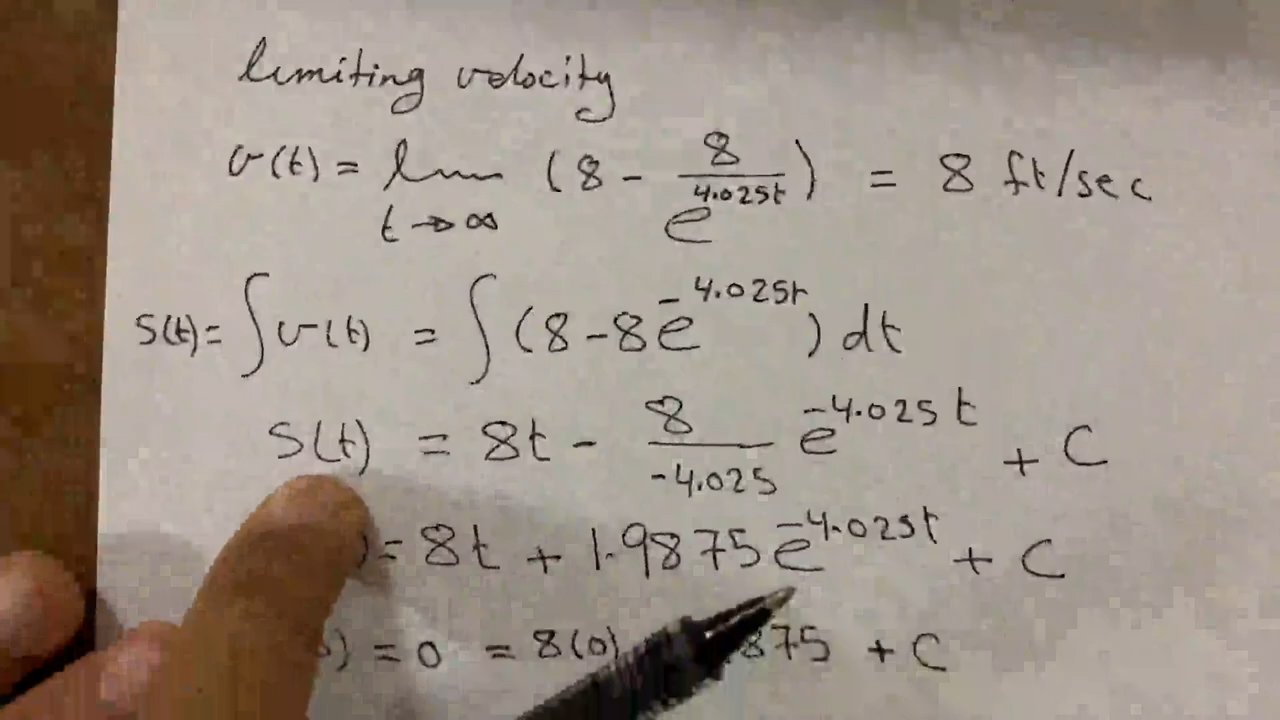 limiting velocity
v(t) = lim t→∞ (8 - 8/e^4.025t) = 8 ft/sec
S(t) = ∫v(t) = ∫(8-8e^-4.025t) dt
S(t) = 8t - 8/-4.025 e^-4.025t + C
) = 8t + 1.9875e^-4.025t + C
) = 0 = 8(0) 875 + C